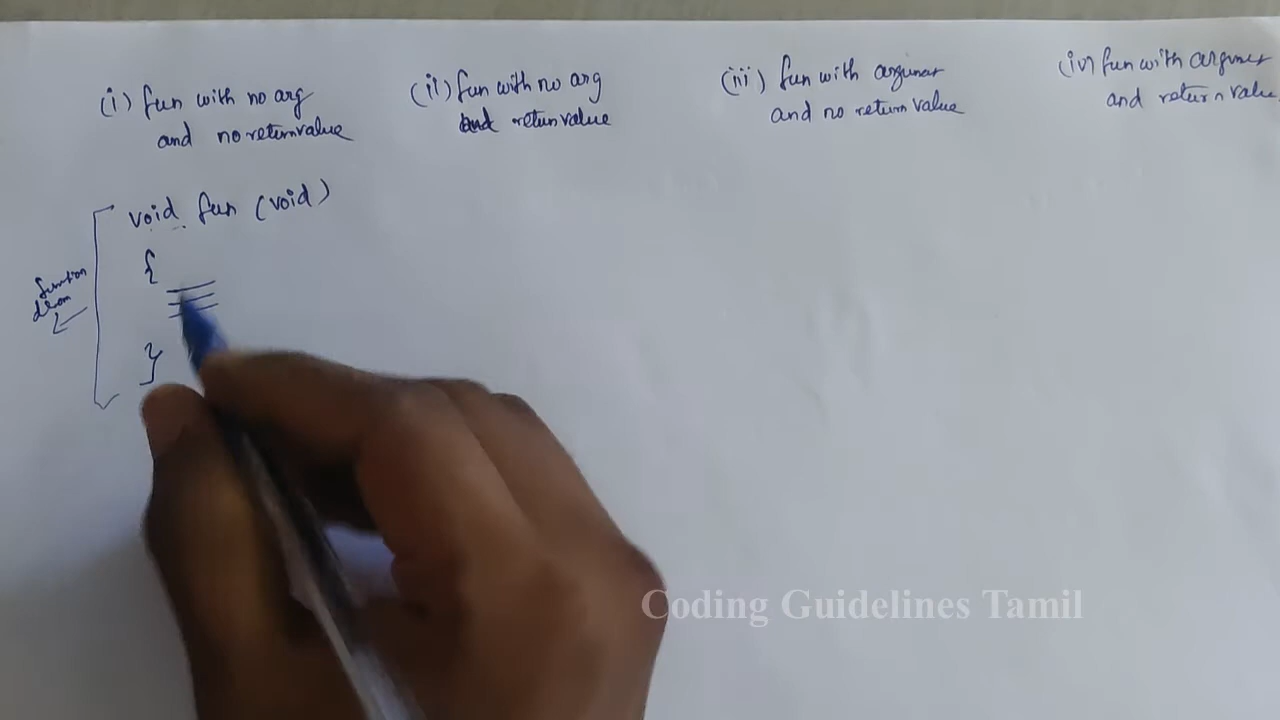 (i) fun with no arg
and no return value
(ii) fun with no arg
and return value
(iii) fun with argument
and no return value
(iv) fun with argument
and return value
void fun (void)
{
}
function
Coding Guidelines Tamil